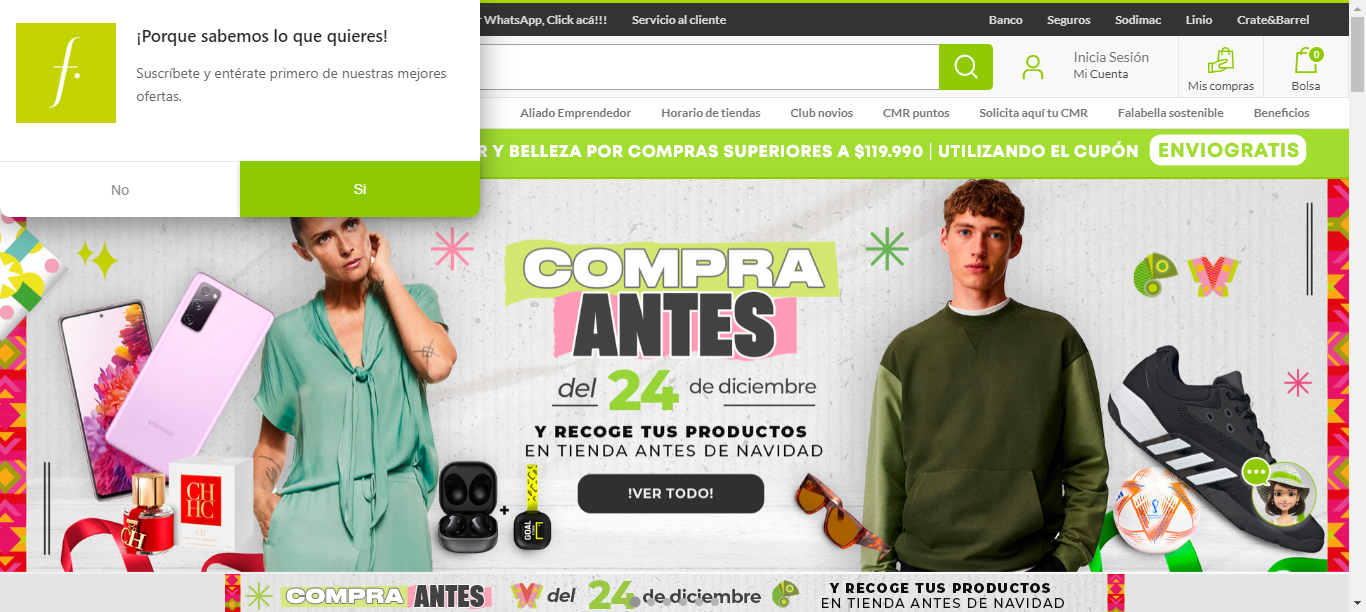 WhatsApp, Click acá!!!
Servicio al cliente
Banco
Seguros
Sodimac
Linio
Crate&Barrel
¡Porque sabemos lo que quieres!
Suscríbete y entérate primero de nuestras mejores
ofertas.
No
Si
Inicia Sesión
Mi Cuenta
Mis compras
0
Bolsa
Aliado Emprendedor
Horario de tiendas
Club novios
CMR puntos
Solicita aquí tu CMR
Falabella sostenible
Beneficios
Y BELLEZA POR COMPRAS SUPERIORES A $119.990 | UTILIZANDO EL CUPÓN ENVIOGRATIS
COMPRA
ANTES
del 24 de diciembre
Y RECOGE TUS PRODUCTOS
EN TIENDA ANTES DE NAVIDAD
!VER TODO!
SAMSUNG
CH
HC
CH
CH
+
GOAL
COMPRA ANTES del 24 de diciembre
Y RECOGE TUS PRODUCTOS
EN TIENDA ANTES DE NAVIDAD